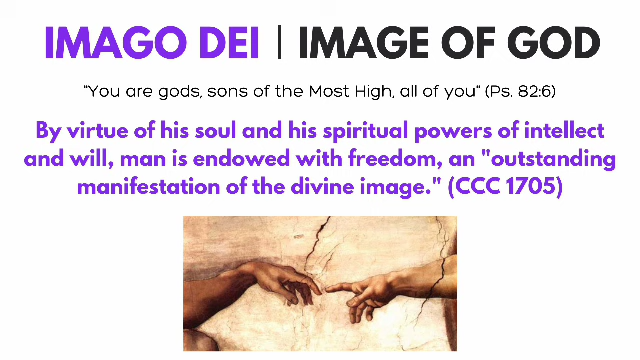 IMAGO DEI | IMAGE OF GOD
"You are gods, sons of the Most High, all of you" (Ps. 82:6)
By virtue of his soul and his spiritual powers of intellect
and will, man is endowed with freedom, an "outstanding
manifestation of the divine image." (CCC 1705)